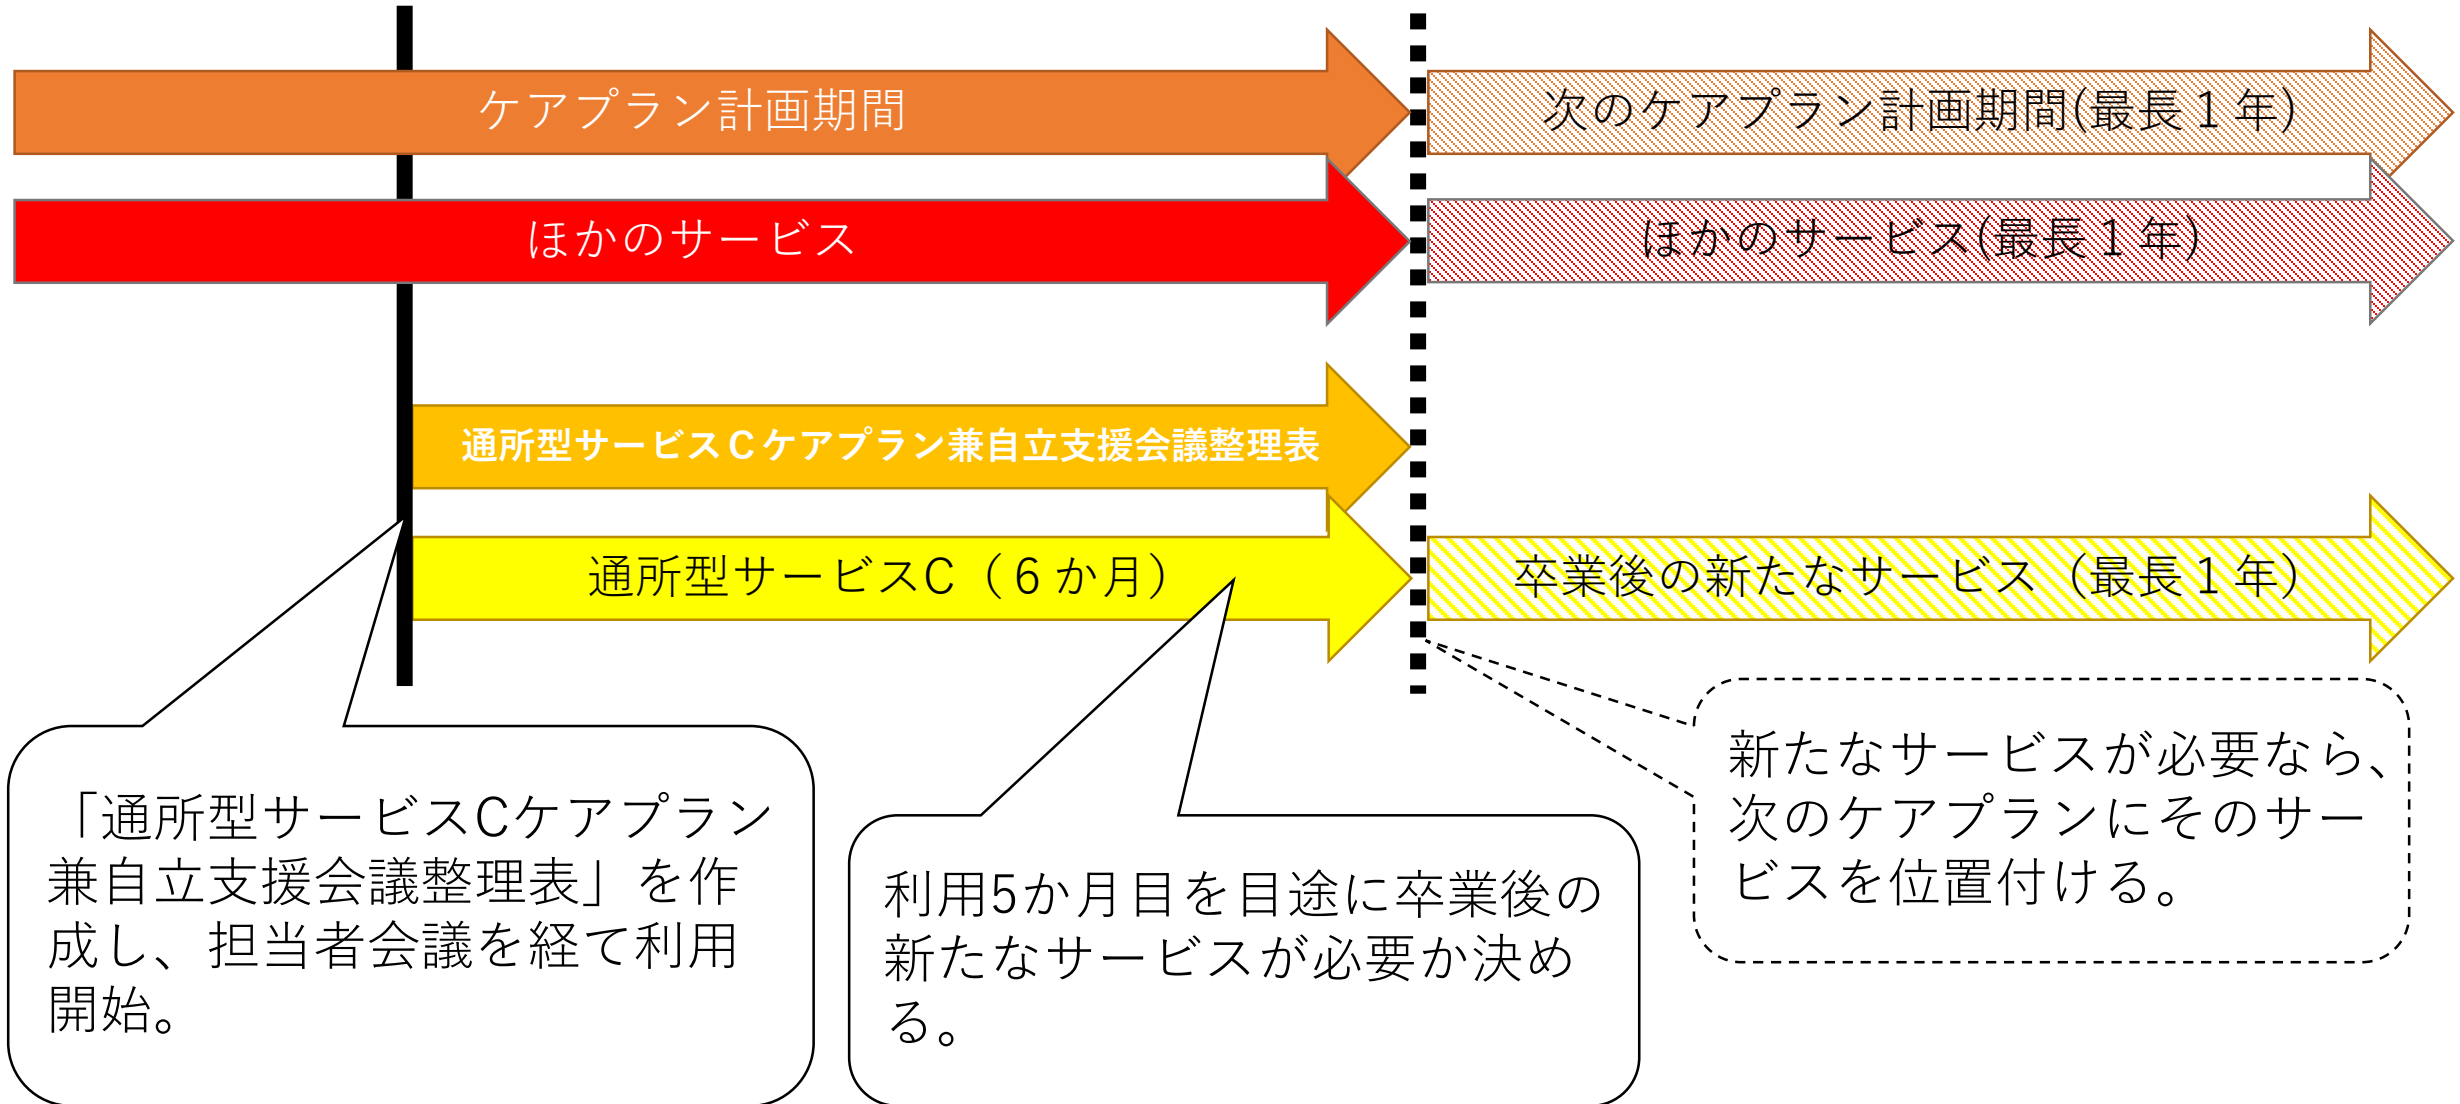 ケアプラン計画期間
次のケアプラン計画期間(最長１年)
ほかのサービス
ほかのサービス(最長１年)
通所型サービスＣケアプラン兼自立支援会議整理表
通所型サービスC（６か月）
卒業後の新たなサービス（最長１年）
「通所型サービスCケアプラン
兼自立支援会議整理表」を作
成し、担当者会議を経て利用
開始。
利用5か月目を目途に卒業後の
新たなサービスが必要か決め
る。
新たなサービスが必要なら、
次のケアプランにそのサー
ビスを位置付ける。